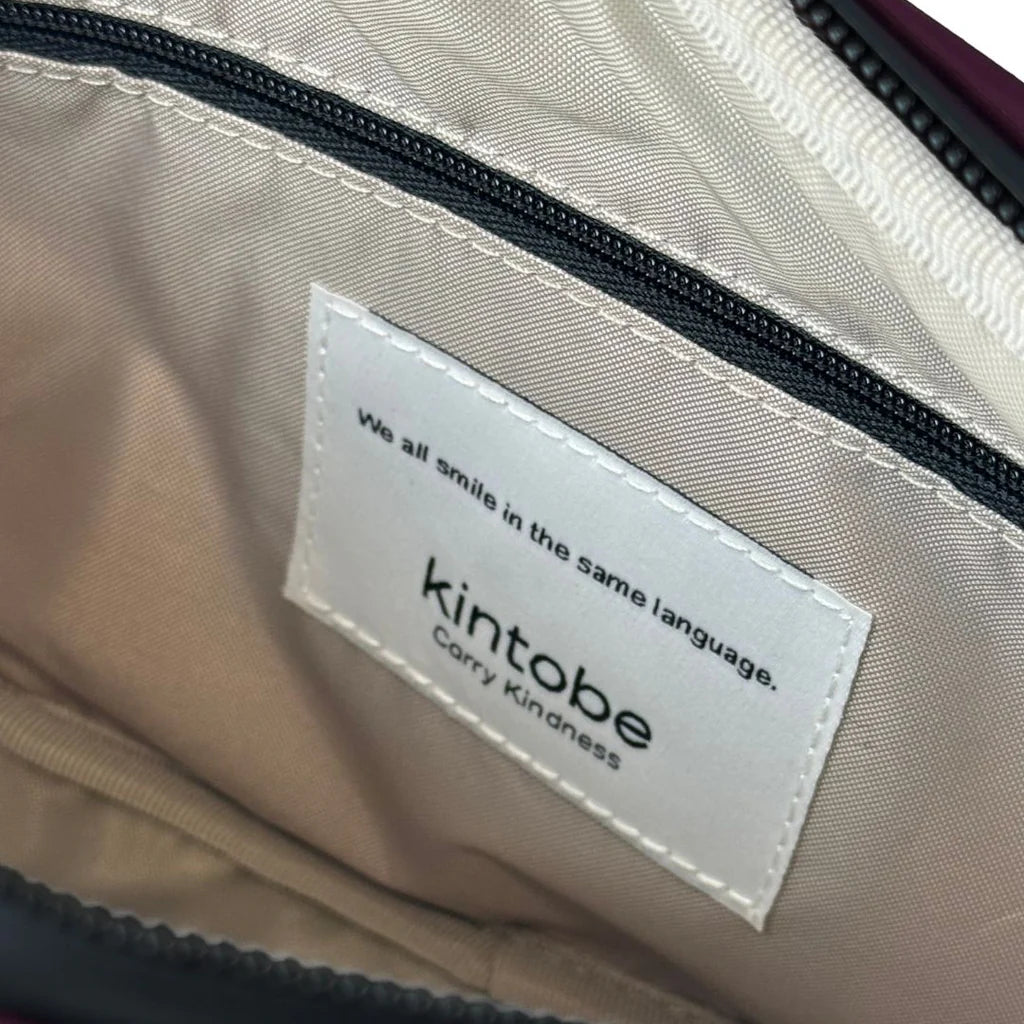 We all smile in the same language.
kintobe
Carry Kindness